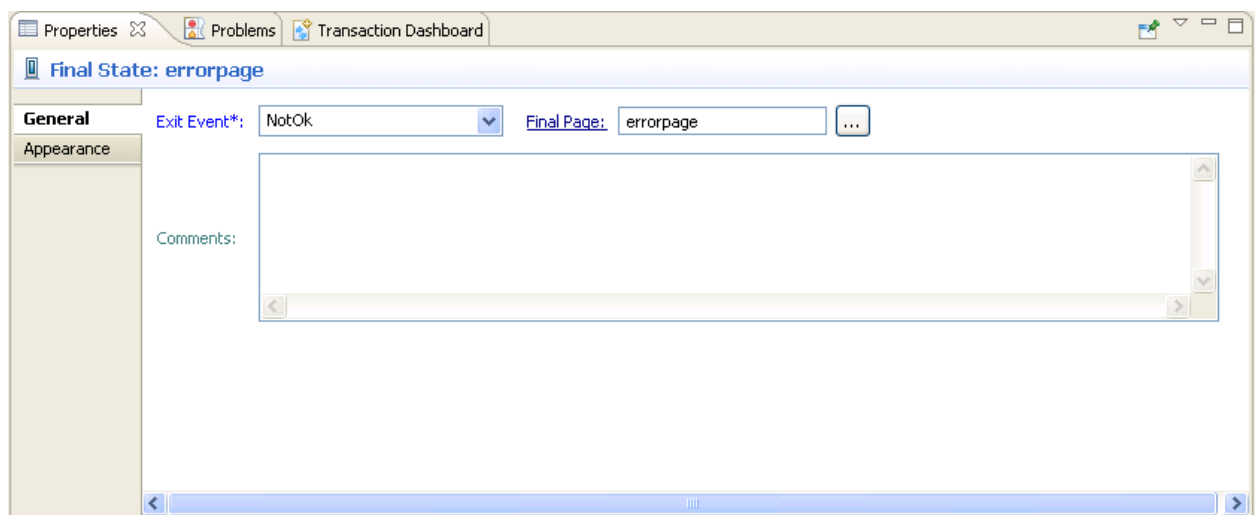 Properties Problems Transaction Dashboard
Final State: errorpage
General
Exit Event*: NotOk Final Page: errorpage ...
Appearance
Comments: